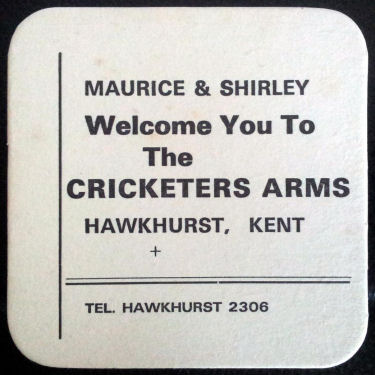 MAURICE & SHIRLEY
Welcome You To
The
CRICKETERS ARMS
HAWKHURST, KENT
+
TEL. HAWKHURST 2306